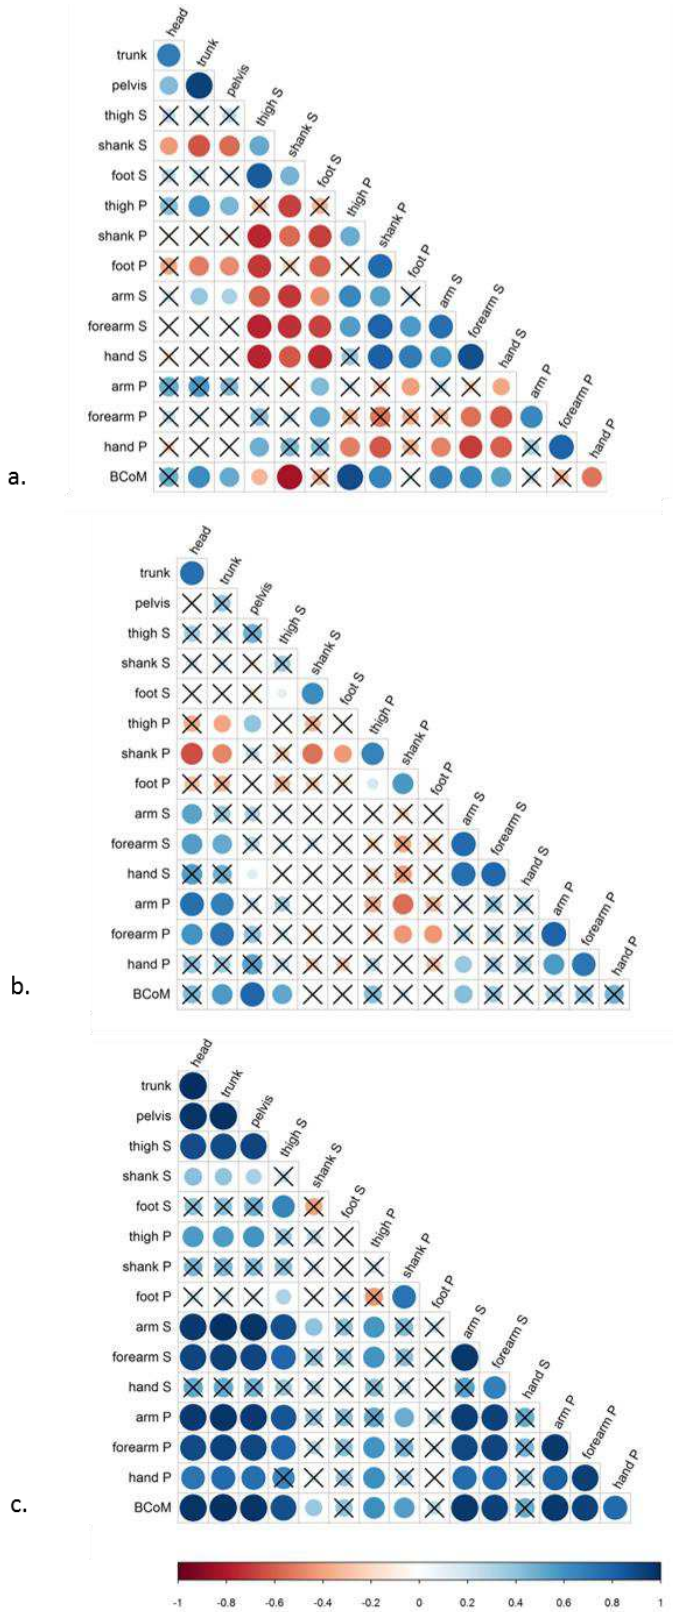 head
trunk
trunk
pelvis
pelvis
thigh S
thigh S
shank S
shank S
foot S
foot S
thigh P
thigh P
shank P
shank P
foot P
foot P
arm S
arm S
forearm S
forearm S
hand S
hand S
arm P
arm P
forearm P
forearm P
hand P
hand P
BCoM
a.
head
trunk
trunk
pelvis
pelvis
thigh S
thigh S
shank S
shank S
foot S
foot S
thigh P
thigh P
shank P
shank P
foot P
foot P
arm S
arm S
forearm S
forearm S
hand S
hand S
arm P
arm P
forearm P
forearm P
hand P
hand P
BCoM
b.
head
trunk
trunk
pelvis
pelvis
thigh S
thigh S
shank S
shank S
foot S
foot S
thigh P
thigh P
shank P
shank P
foot P
foot P
arm S
arm S
forearm S
forearm S
hand S
hand S
arm P
arm P
forearm P
forearm P
hand P
hand P
BCoM
c.
-1 -0.8 -0.6 -0.4 -0.2 0 0.2 0.4 0.6 0.8 1